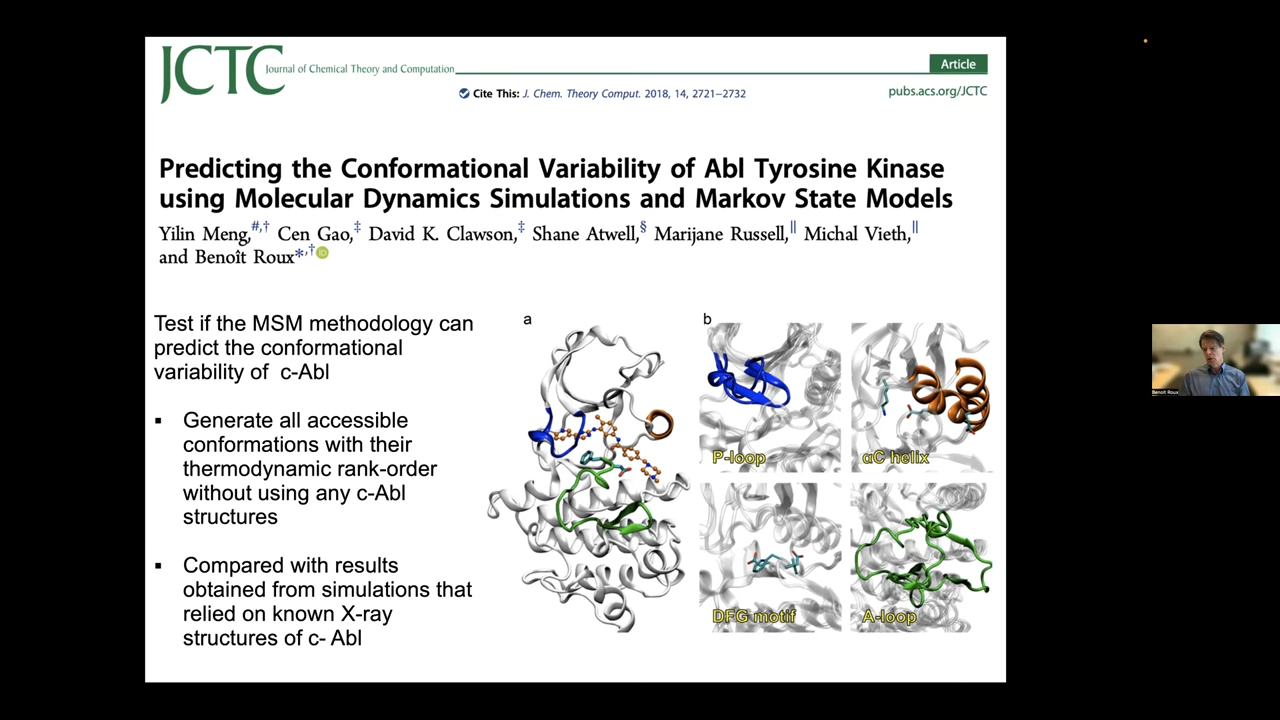 JCTC Journal of Chemical Theory and Computation
Article
Cite This: J. Chem. Theory Comput. 2018, 14, 2721−2732
pubs.acs.org/JCTC
Predicting the Conformational Variability of Abl Tyrosine Kinase
using Molecular Dynamics Simulations and Markov State Models
Yilin Meng,#,† Cen Gao,‡ David K. Clawson,‡ Shane Atwell,§ Marijane Russell,∥ Michal Vieth,∥
and Benoît Roux*,† iD
Test if the MSM methodology can
predict the conformational
variability of c-Abl
▪ Generate all accessible
conformations with their
thermodynamic rank-order
without using any c-Abl
structures
▪ Compared with results
obtained from simulations that
relied on known X-ray
structures of c- Abl
a
b
P-loop
αC helix
DFG motif
A-loop
Benoit Roux